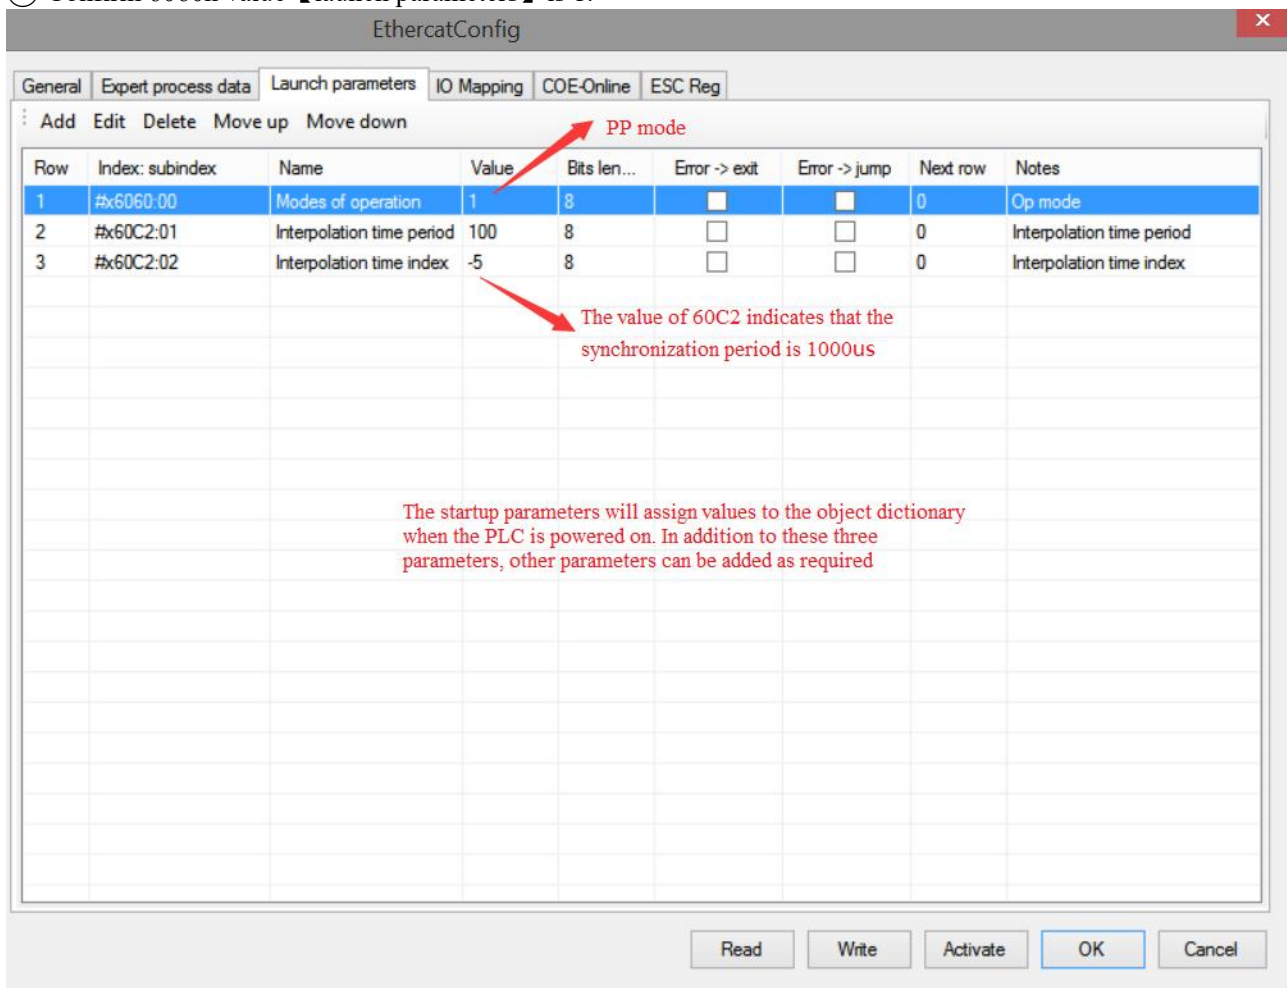 EthercatConfig
×
General Expert process data Launch parameters IO Mapping COE-Online ESC Reg
Add Edit Delete Move up Move down
PP mode
Row Index: subindex Name Value Bits len... Error -> exit Error -> jump Next row Notes
1 #x6060:00 Modes of operation 1 8 0 Op mode
2 #x60C2:01 Interpolation time period 100 8 0 Interpolation time period
3 #x60C2:02 Interpolation time index -5 8 0 Interpolation time index
The value of 60C2 indicates that the
synchronization period is 1000us
The startup parameters will assign values to the object dictionary
when the PLC is powered on. In addition to these three
parameters, other parameters can be added as required
Read Write Activate OK Cancel